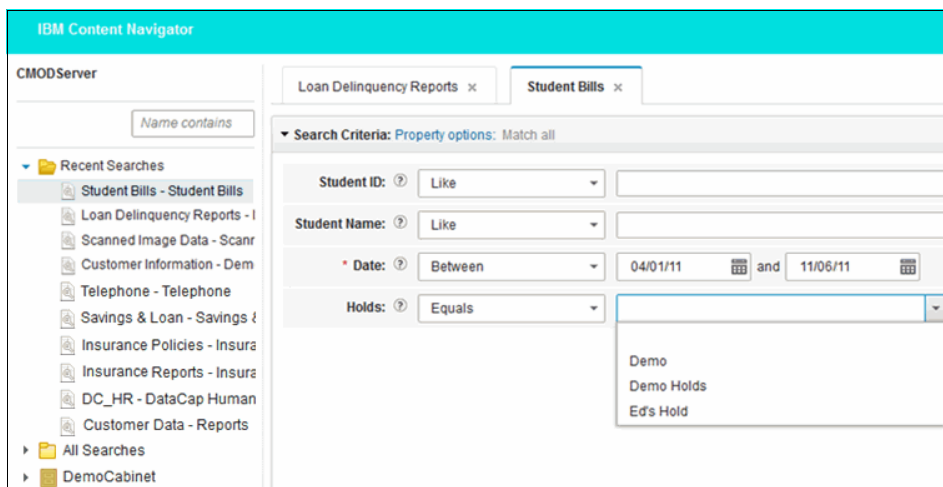 IBM Content Navigator
CMODServer
Name contains
Recent Searches
Student Bills - Student Bills
Loan Delinquency Reports -
Scanned Image Data - Scanr
Customer Information - Dem
Telephone - Telephone
Savings & Loan - Savings &
Insurance Policies - Insura
Insurance Reports - Insura
DC_HR - DataCap Human
Customer Data - Reports
All Searches
DemoCabinet
Loan Delinquency Reports x
Student Bills x
Search Criteria: Property options: Match all
Student ID: ? Like
Student Name: ? Like
* Date: ? Between 04/01/11 and 11/06/11
Holds: ? Equals
Demo
Demo Holds
Ed's Hold